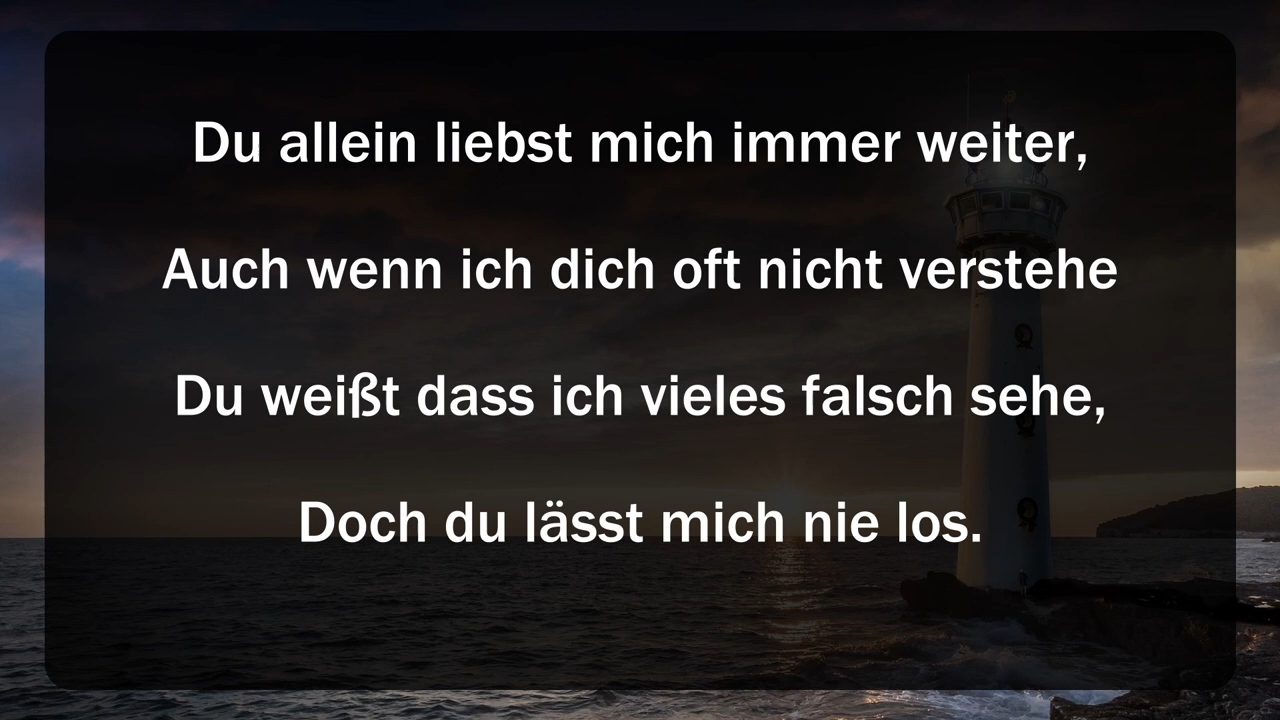 Du allein liebst mich immer weiter,
Auch wenn ich dich oft nicht verstehe
Du weißt dass ich vieles falsch sehe,
Doch du lässt mich nie los.